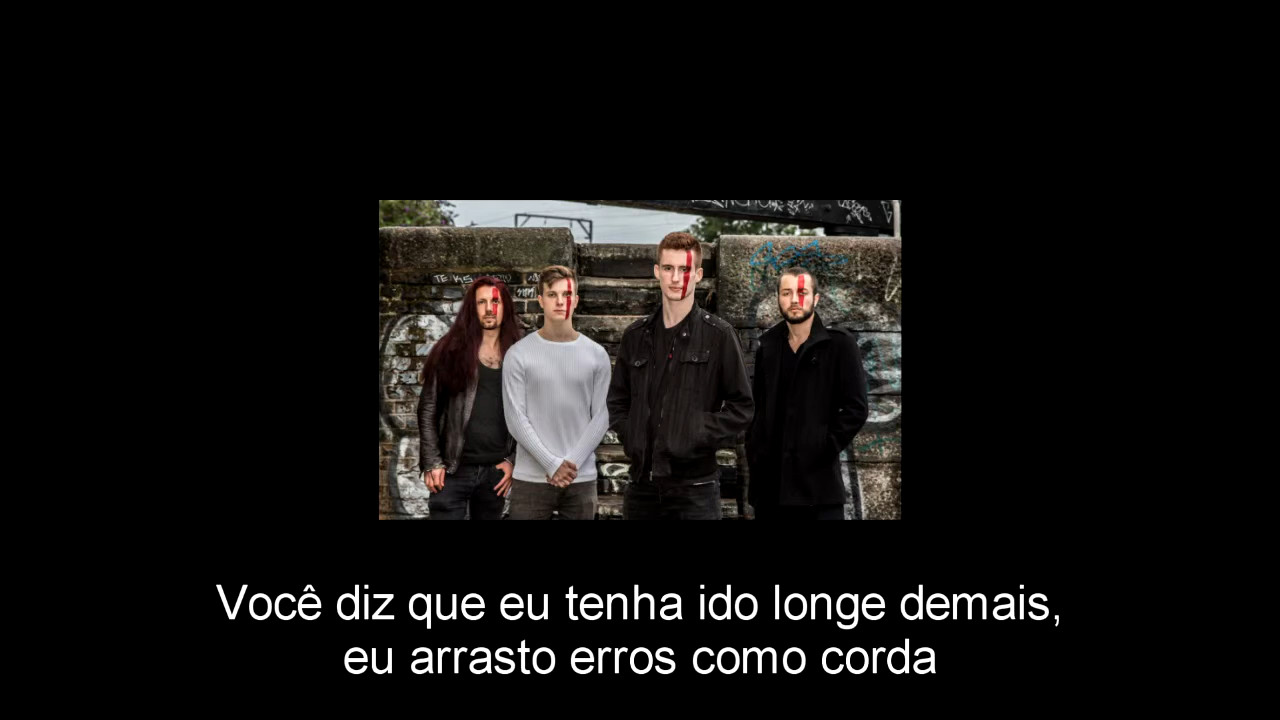 Você diz que eu tenha ido longe demais,
eu arrasto erros como corda